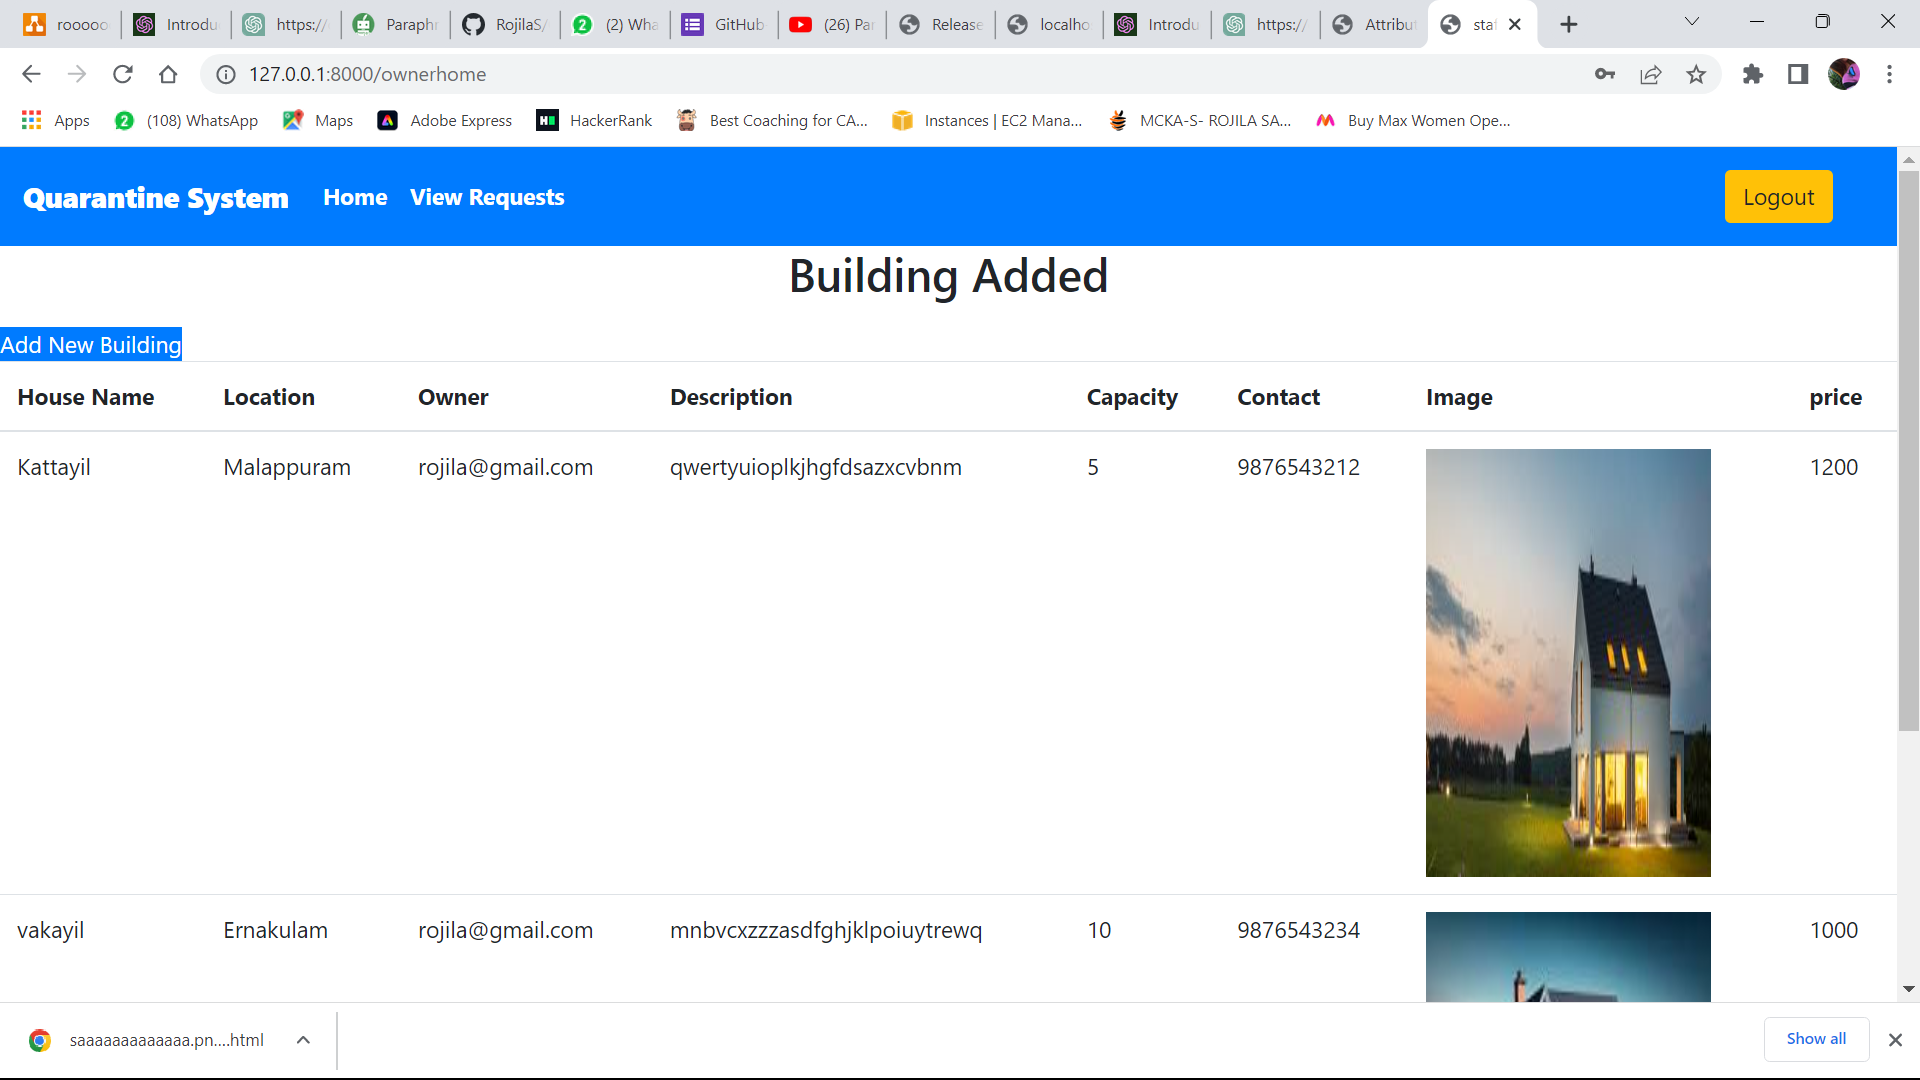 rooooo
Introdu
https://
Paraphr
RojilaS/
(2) Wha
GitHub
(26) Par
Release
localho
Introdu
https://
Attribut
sta
127.0.0.1:8000/ownerhome
Apps
2 (108) WhatsApp
Maps
Adobe Express
HackerRank
Best Coaching for CA...
Instances | EC2 Mana...
MCKA-S- ROJILA SA...
Buy Max Women Ope...
Quarantine System Home View Requests Logout
Building Added
Add New Building
House Name Location Owner Description Capacity Contact Image price
Kattayil Malappuram rojila@gmail.com qwertyuioplkjhgfdsazxcvbnm 5 9876543212 1200
vakayil Ernakulam rojila@gmail.com mnbvcxzzzasdfghjklpoiuytrewq 10 9876543234 1000
saaaaaaaaaaaaa.pn....html Show all